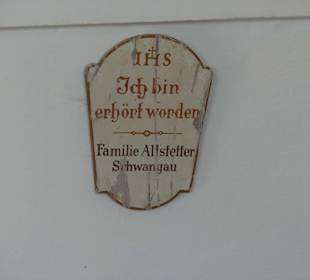 IHS
Ich bin
erhört worden
Familie Allstetter
Schwangau